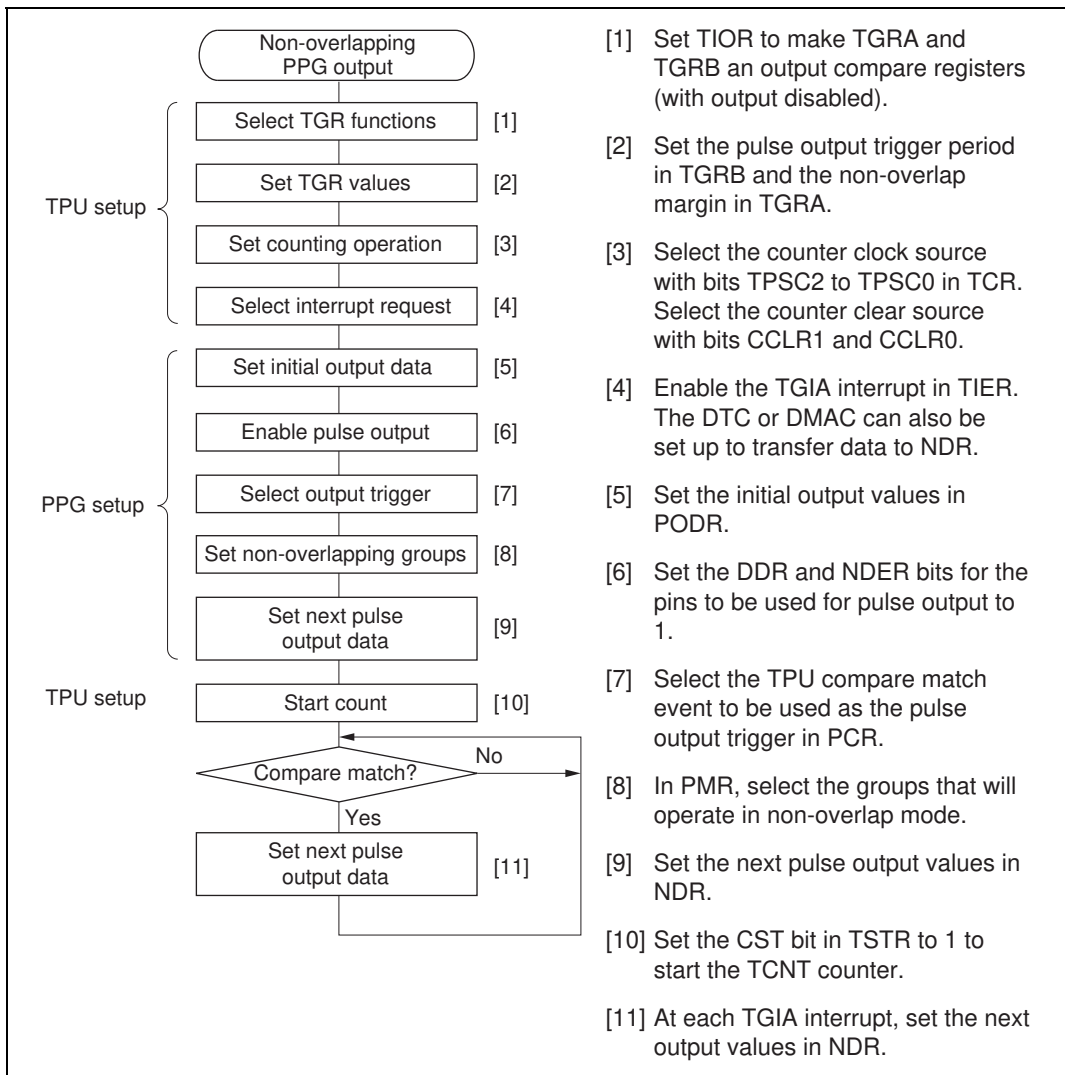 Non-overlapping
PPG output
TPU setup
Select TGR functions [1]
Set TGR values [2]
Set counting operation [3]
Select interrupt request [4]
PPG setup
Set initial output data [5]
Enable pulse output [6]
Select output trigger [7]
Set non-overlapping groups [8]
Set next pulse
output data [9]
TPU setup
Start count [10]
Compare match?
No
Yes
Set next pulse
output data [11]
[1] Set TIOR to make TGRA and
TGRB an output compare registers
(with output disabled).
[2] Set the pulse output trigger period
in TGRB and the non-overlap
margin in TGRA.
[3] Select the counter clock source
with bits TPSC2 to TPSC0 in TCR.
Select the counter clear source
with bits CCLR1 and CCLR0.
[4] Enable the TGIA interrupt in TIER.
The DTC or DMAC can also be
set up to transfer data to NDR.
[5] Set the initial output values in
PODR.
[6] Set the DDR and NDER bits for the
pins to be used for pulse output to
1.
[7] Select the TPU compare match
event to be used as the pulse
output trigger in PCR.
[8] In PMR, select the groups that will
operate in non-overlap mode.
[9] Set the next pulse output values in
NDR.
[10] Set the CST bit in TSTR to 1 to
start the TCNT counter.
[11] At each TGIA interrupt, set the next
output values in NDR.